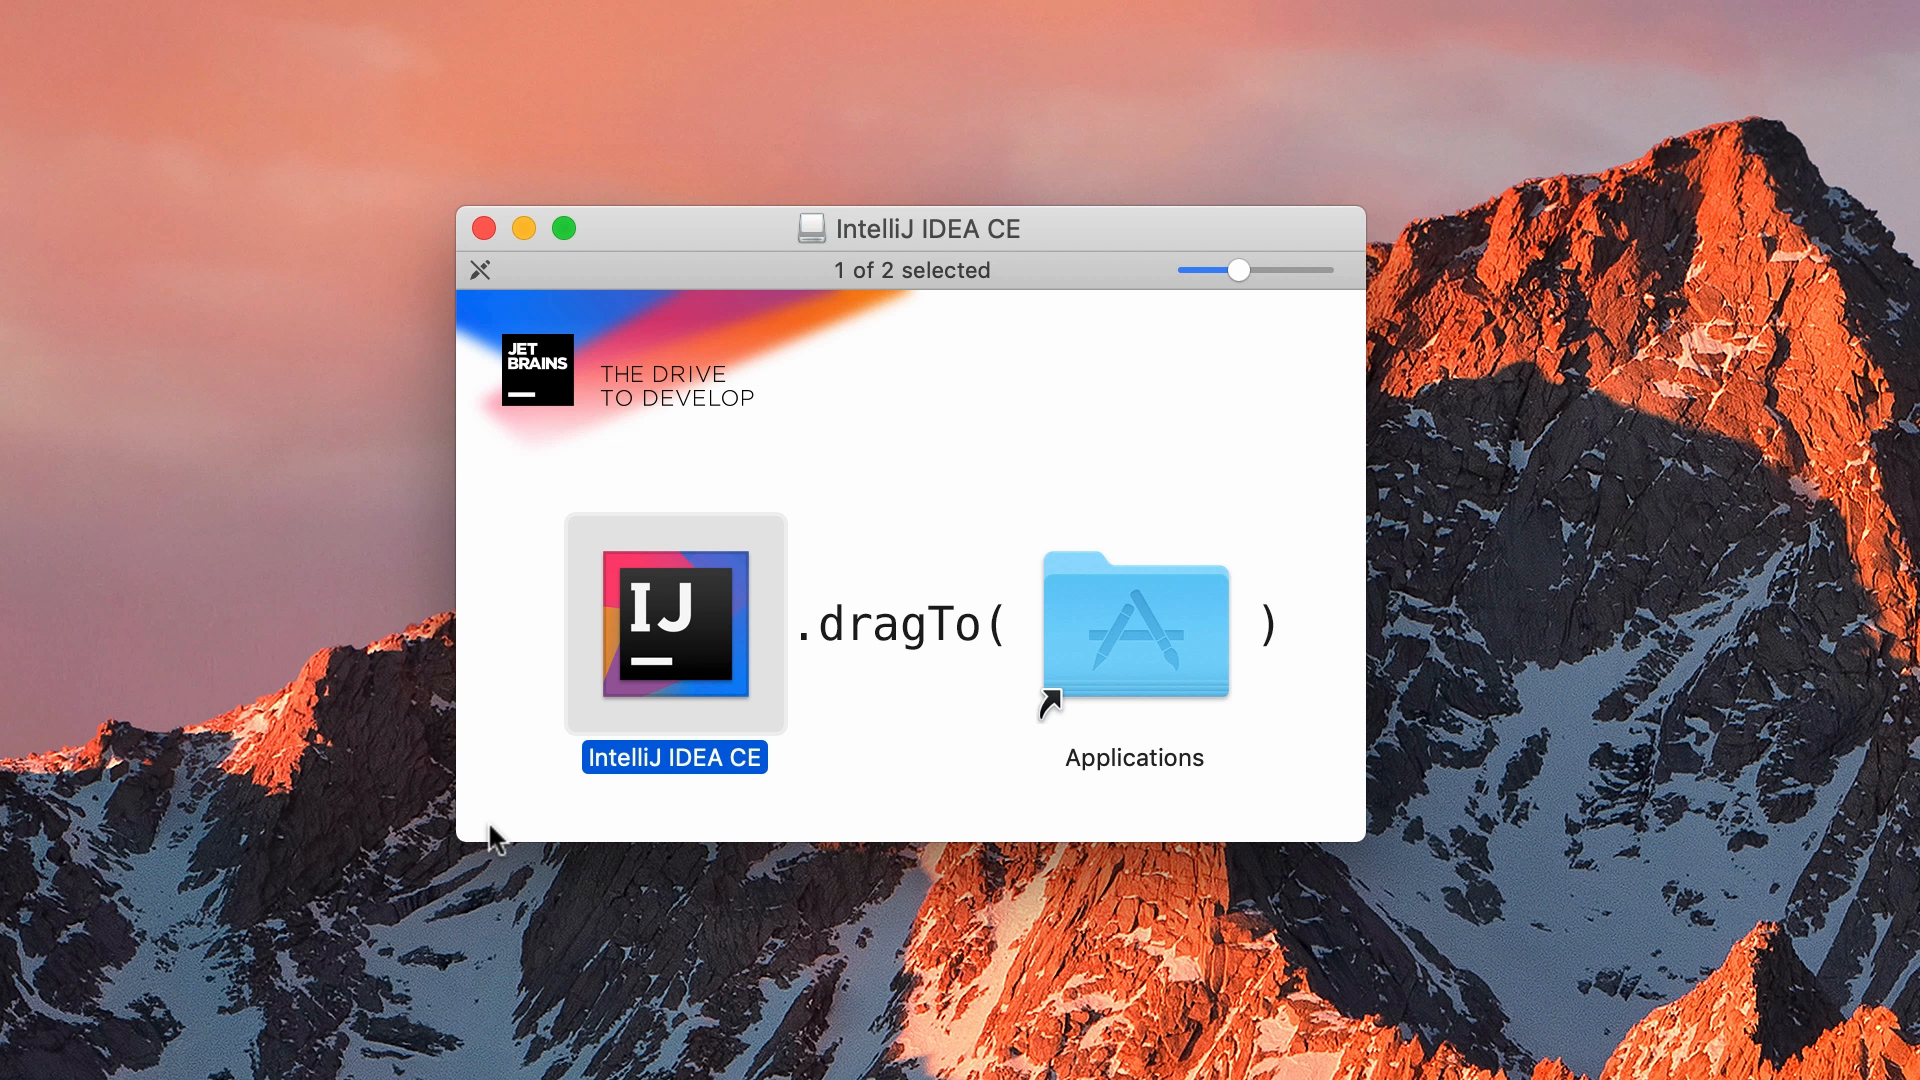 IntelliJ IDEA CE
1 of 2 selected
JET
BRAINS
THE DRIVE
TO DEVELOP
IJ
.dragTo( )
IntelliJ IDEA CE
Applications